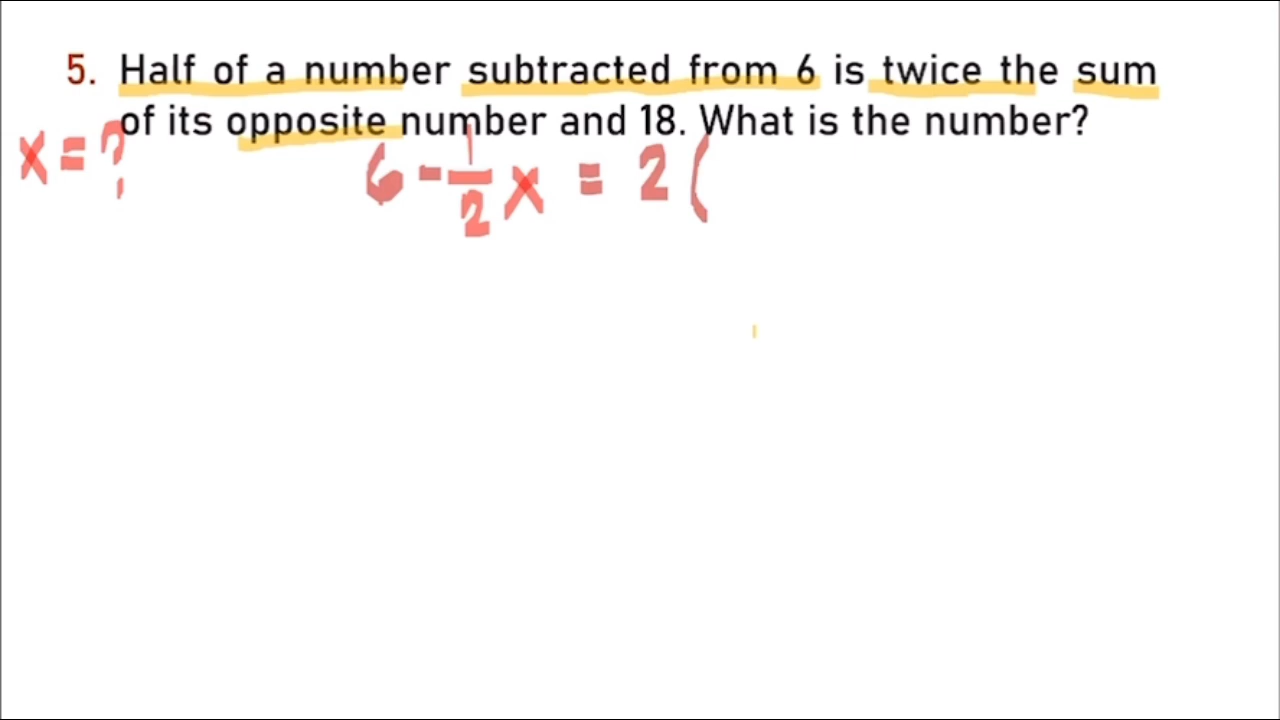 5. Half of a number subtracted from 6 is twice the sum
of its opposite number and 18. What is the number?
x = ? 6 - 1/2 x = 2 (